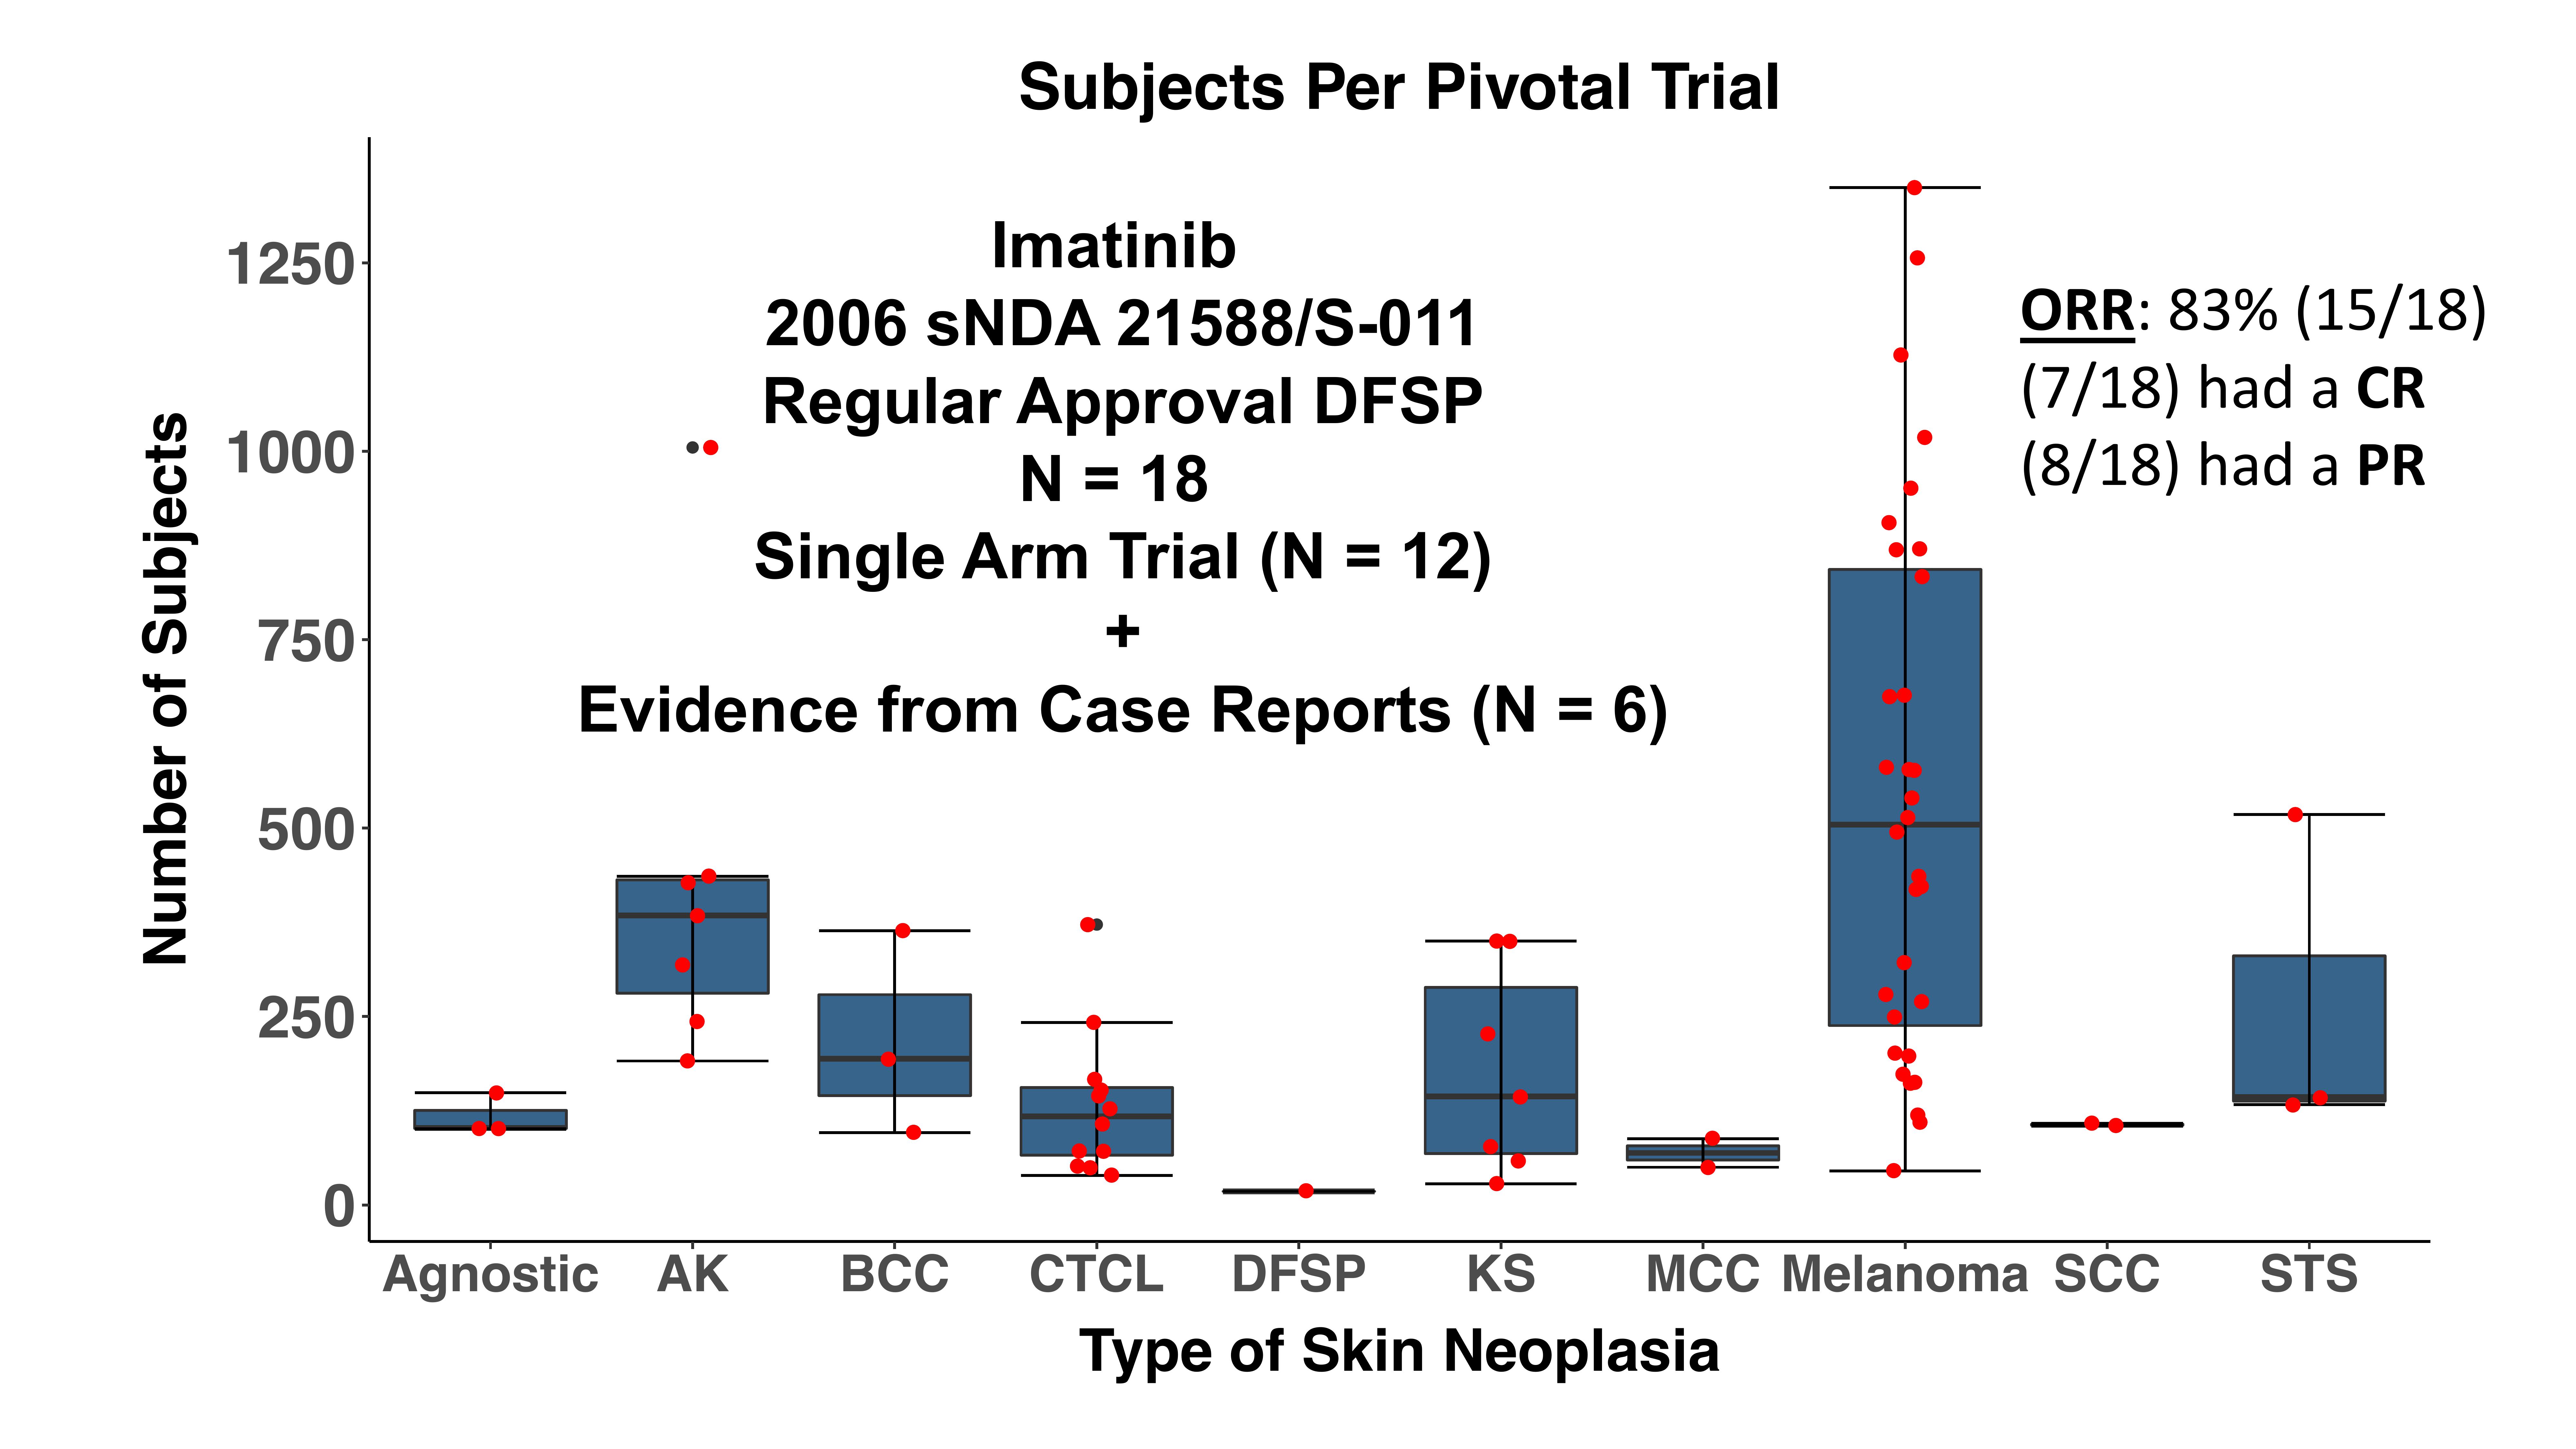 Subjects Per Pivotal Trial
Number of Subjects
1250
1000
750
500
250
0
Imatinib
2006 sNDA 21588/S-011
Regular Approval DFSP
N = 18
Single Arm Trial (N = 12)
+
Evidence from Case Reports (N = 6)
ORR: 83% (15/18)
(7/18) had a CR
(8/18) had a PR
Agnostic AK BCC CTCL DFSP KS MCC Melanoma SCC STS
Type of Skin Neoplasia